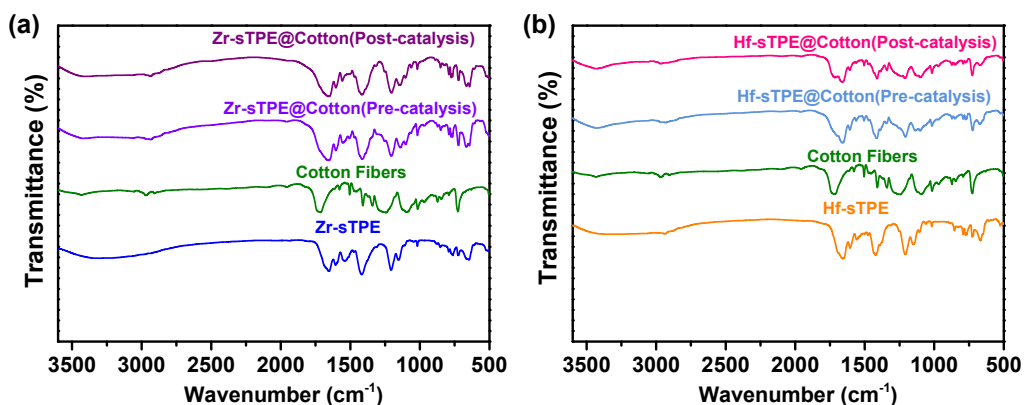 (a)
Zr-sTPE@Cotton(Post-catalysis)
Zr-sTPE@Cotton(Pre-catalysis)
Cotton Fibers
Zr-sTPE
Transmittance (%)
3500 3000 2500 2000 1500 1000 500
Wavenumber (cm⁻¹)
(b)
Hf-sTPE@Cotton(Post-catalysis)
Hf-sTPE@Cotton(Pre-catalysis)
Cotton Fibers
Hf-sTPE
Transmittance (%)
3500 3000 2500 2000 1500 1000 500
Wavenumber (cm⁻¹)